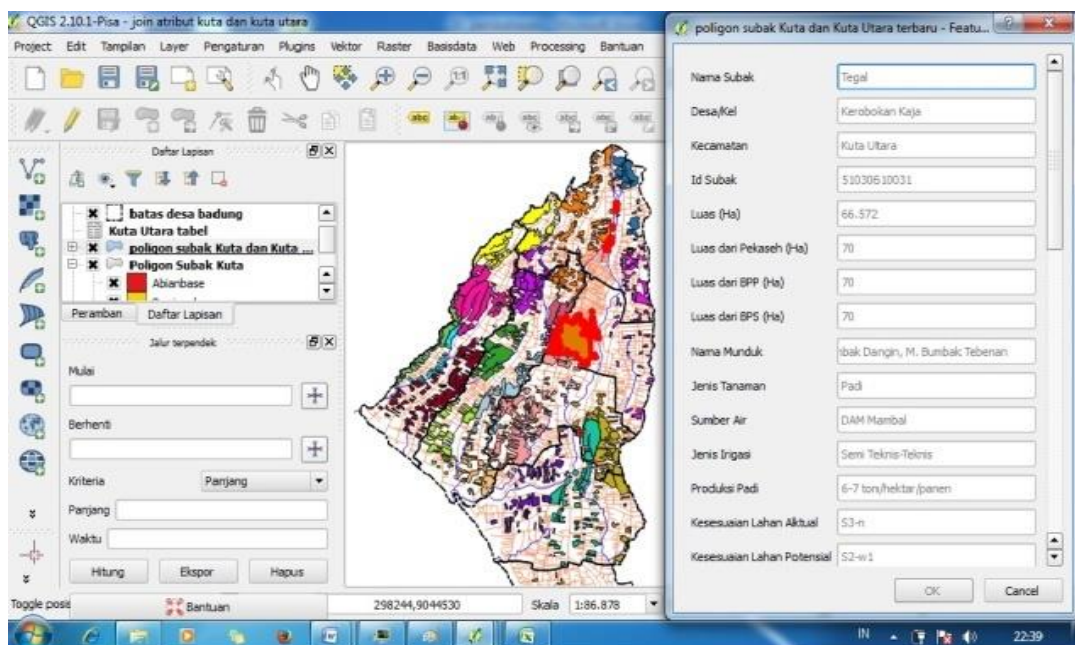 QGIS 2.10.1-Pisa - join atribut kuta dan kuta utara
Project Edit Tampilan Layer Pengaturan Plugins Vektor Raster Basisdata Web Processing Bantuan
Daftar Lapisan
batas desa badung
Kuta Utara tabel
poligon subak Kuta dan Kuta ...
Poligon Subak Kuta
Abianbase
Peramban Daftar Lapisan
Jalur terpendek
Mulai
Berhenti
Kriteria Panjang
Panjang
Waktu
Hitung Ekspor Hapus
Bantuan
Toggle posis
298244,9044530 Skala 1:86.878
poligon subak Kuta dan Kuta Utara terbaru - Featu...
Nama Subak Tegal
Desa/Kel Kerobokan Kaja
Kecamatan Kuta Utara
Id Subak 51030610031
Luas (Ha) 66.572
Luas dari Pekaseh (Ha) 70
Luas dari BPP (Ha) 70
Luas dari BPS (Ha) 70
Nama Munduk bak Dangin, M. Bumbak Tebenan
Jenis Tanaman Padi
Sumber Air DAM Mambal
Jenis Irigasi Semi Teknis-Teknis
Produksi Padi 6-7 ton/hektar/panen
Kesesuaian Lahan Aktual S3-n
Kesesuaian Lahan Potensial S2-w1
OK Cancel
IN 22:39